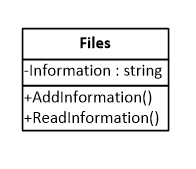 Files
-Information : string
+AddInformation()
+ReadInformation()